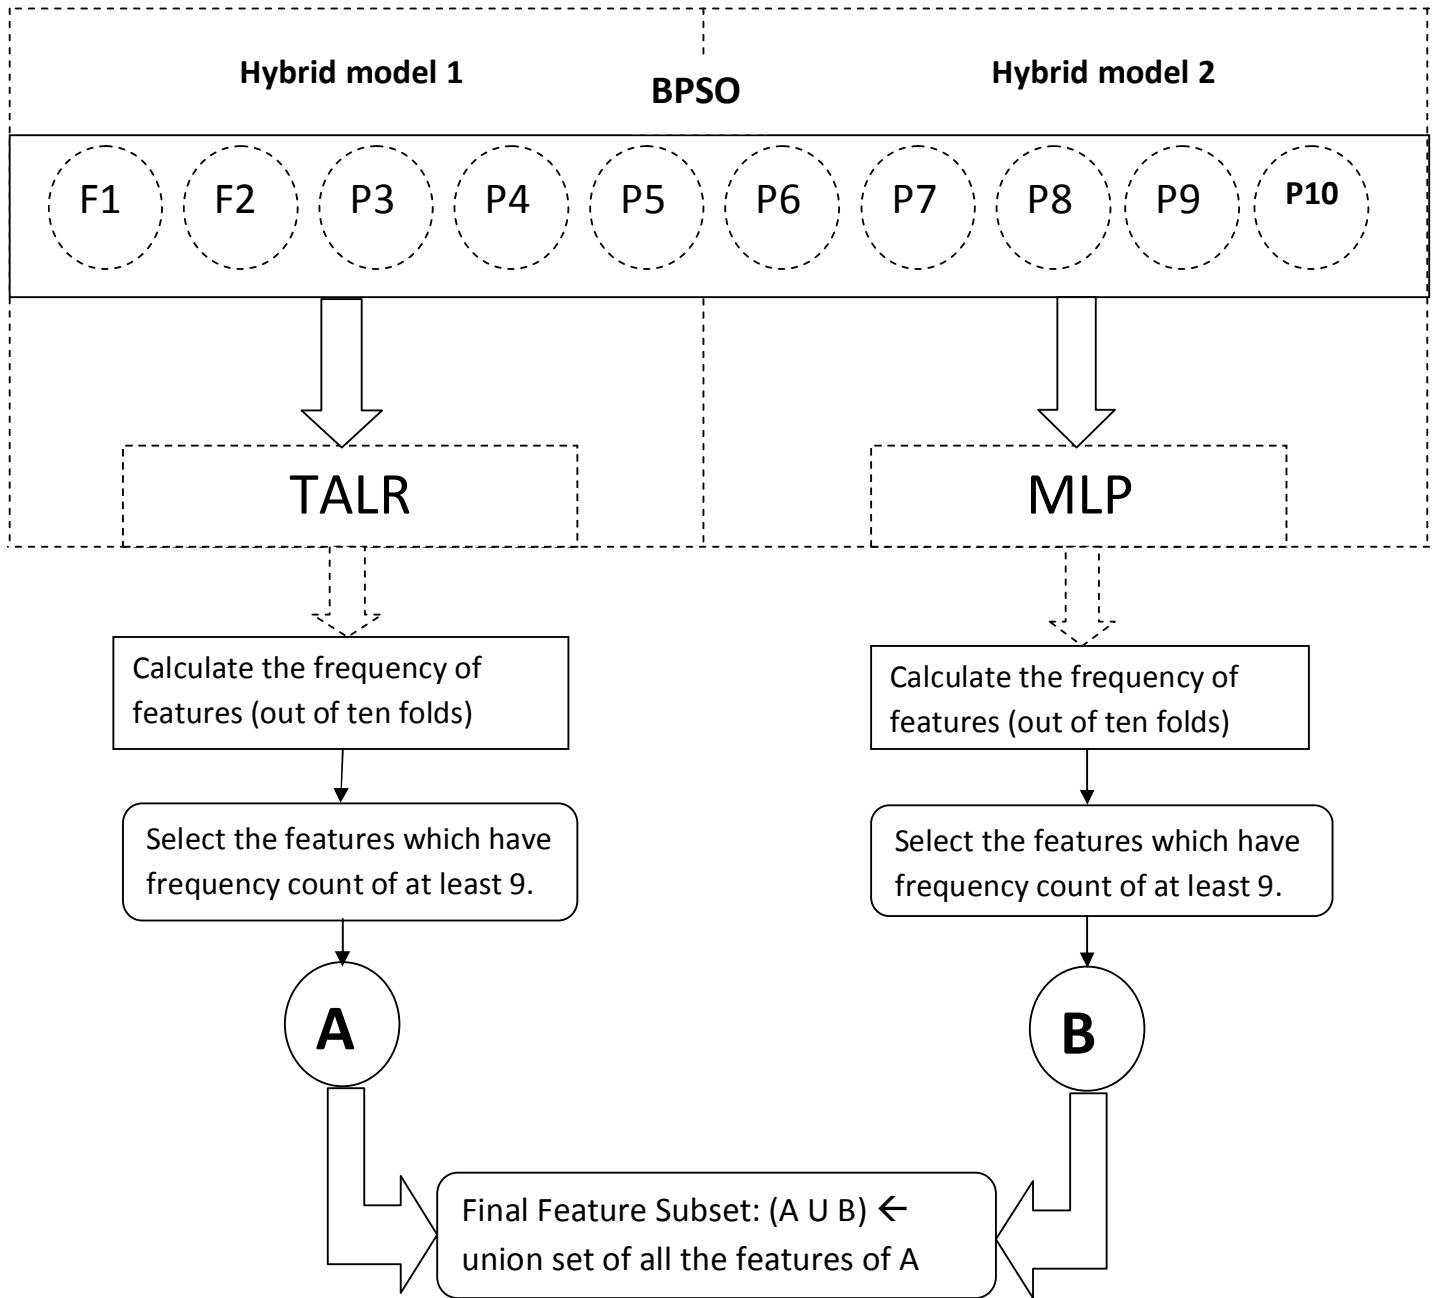 Hybrid model 1
BPSO
Hybrid model 2
F1 F2 P3 P4 P5 P6 P7 P8 P9 P10
TALR
MLP
Calculate the frequency of
features (out of ten folds)
Calculate the frequency of
features (out of ten folds)
Select the features which have
frequency count of at least 9.
Select the features which have
frequency count of at least 9.
A
B
Final Feature Subset: (A U B) ←
union set of all the features of A